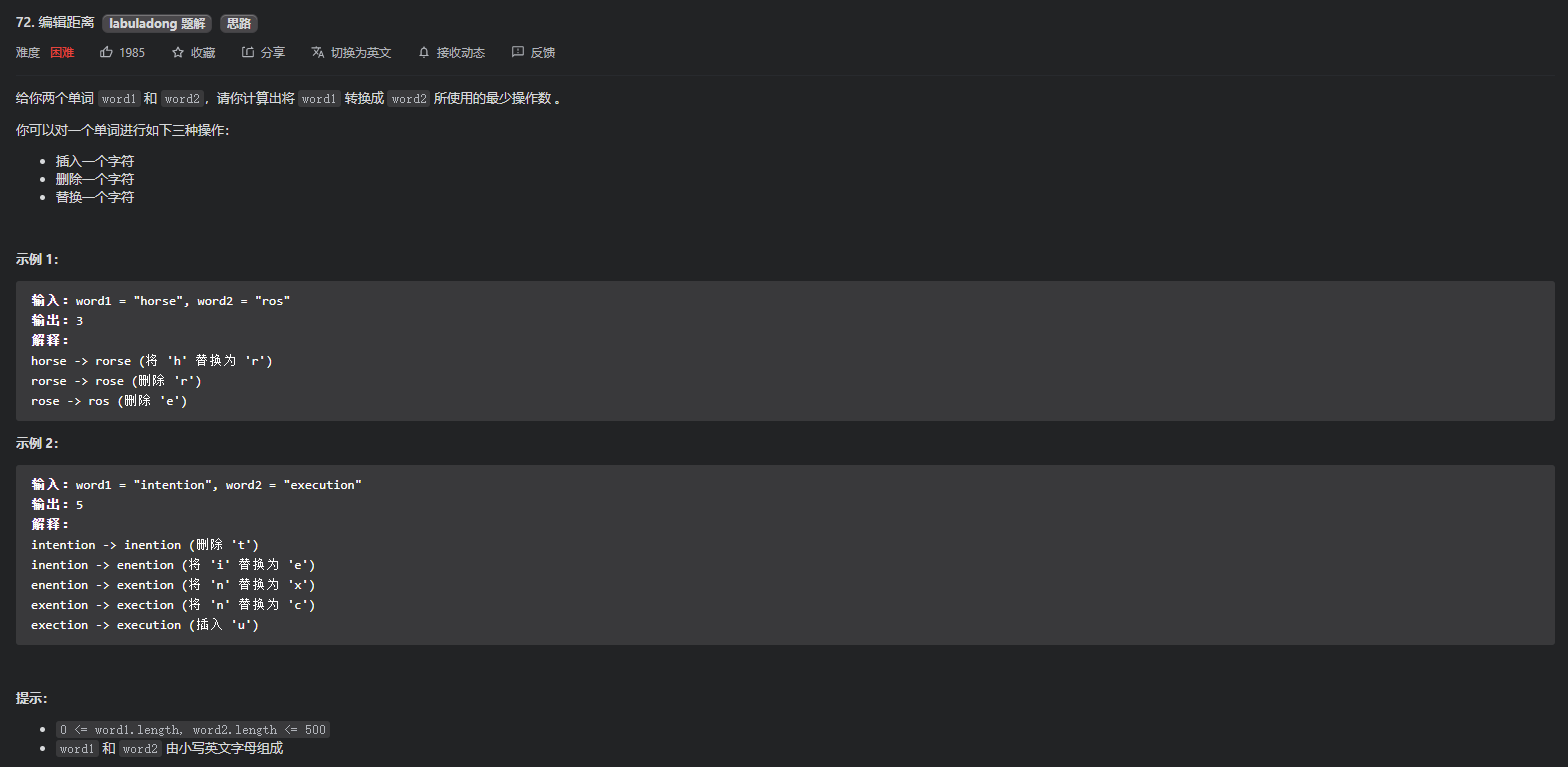 72. 编辑距离 labuladong 题解 思路
难度 困难 1985 收藏 分享 切换为英文 接收动态 反馈
给你两个单词 word1 和 word2，请你计算出将 word1 转换成 word2 所使用的最少操作数 。
你可以对一个单词进行如下三种操作：
• 插入一个字符
• 删除一个字符
• 替换一个字符
示例 1：
输入：word1 = "horse", word2 = "ros"
输出：3
解释：
horse -> rorse (将 'h' 替换为 'r')
rorse -> rose (删除 'r')
rose -> ros (删除 'e')
示例 2：
输入：word1 = "intention", word2 = "execution"
输出：5
解释：
intention -> inention (删除 't')
inention -> enention (将 'i' 替换为 'e')
enention -> exention (将 'n' 替换为 'x')
exention -> exection (将 'n' 替换为 'c')
exection -> execution (插入 'u')
提示：
• 0 <= word1.length, word2.length <= 500
• word1 和 word2 由小写英文字母组成